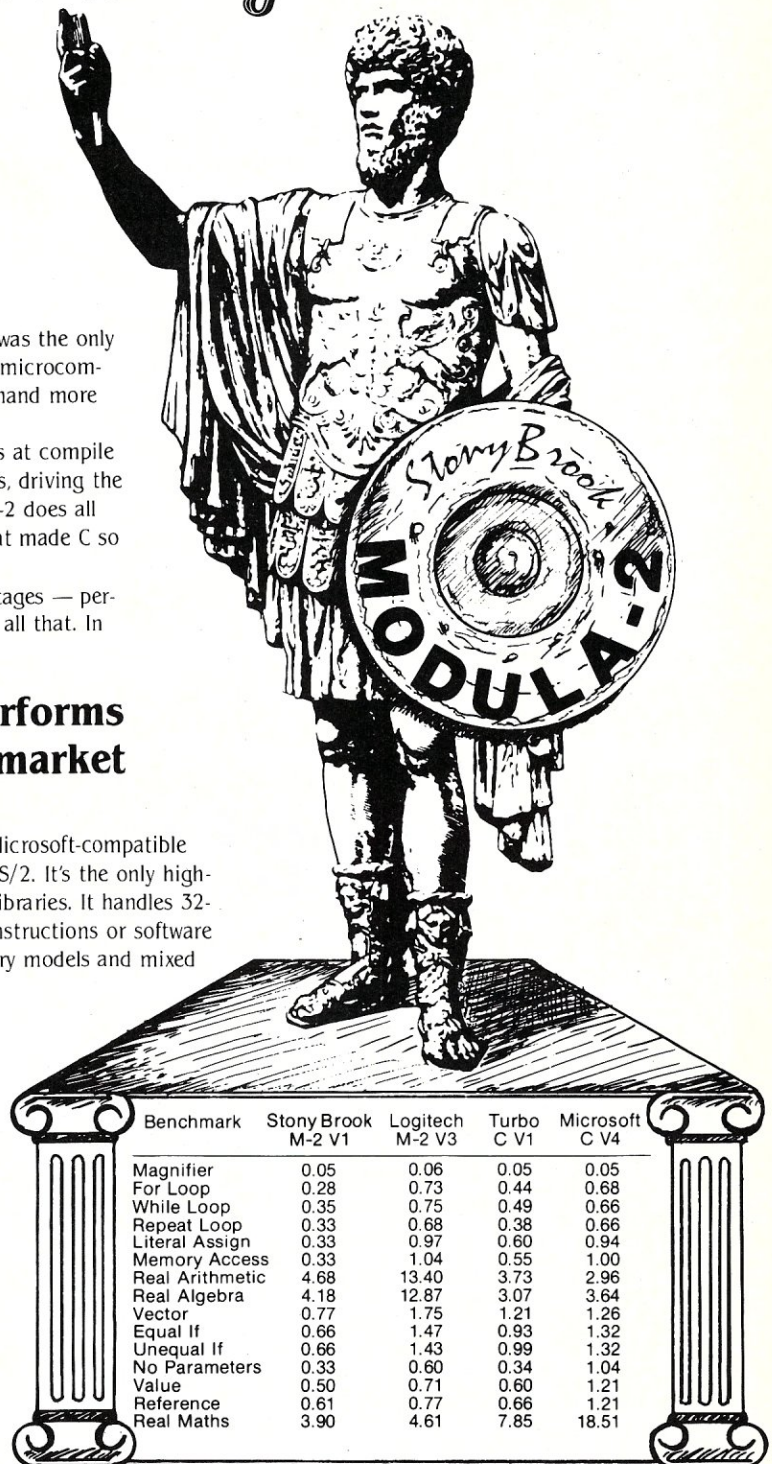 was the only
microcom-
hand more
s at compile
s, driving the
-2 does all
at made C so
tages — per-
all that. In
rforms
market
Microsoft-compatible
S/2. It's the only high-
ibraries. It handles 32-
nstructions or software
ry models and mixed
Stony Brook
MODULA-2
Benchmark Stony Brook M-2 V1 Logitech M-2 V3 Turbo C V1 Microsoft C V4
Magnifier 0.05 0.06 0.05 0.05
For Loop 0.28 0.73 0.44 0.68
While Loop 0.35 0.75 0.49 0.66
Repeat Loop 0.33 0.68 0.38 0.66
Literal Assign 0.33 0.97 0.60 0.94
Memory Access 0.33 1.04 0.55 1.00
Real Arithmetic 4.68 13.40 3.73 2.96
Real Algebra 4.18 12.87 3.07 3.64
Vector 0.77 1.75 1.21 1.26
Equal If 0.66 1.47 0.93 1.32
Unequal If 0.66 1.43 0.99 1.32
No Parameters 0.33 0.60 0.34 1.04
Value 0.50 0.71 0.60 1.21
Reference 0.61 0.77 0.66 1.21
Real Maths 3.90 4.61 7.85 18.51